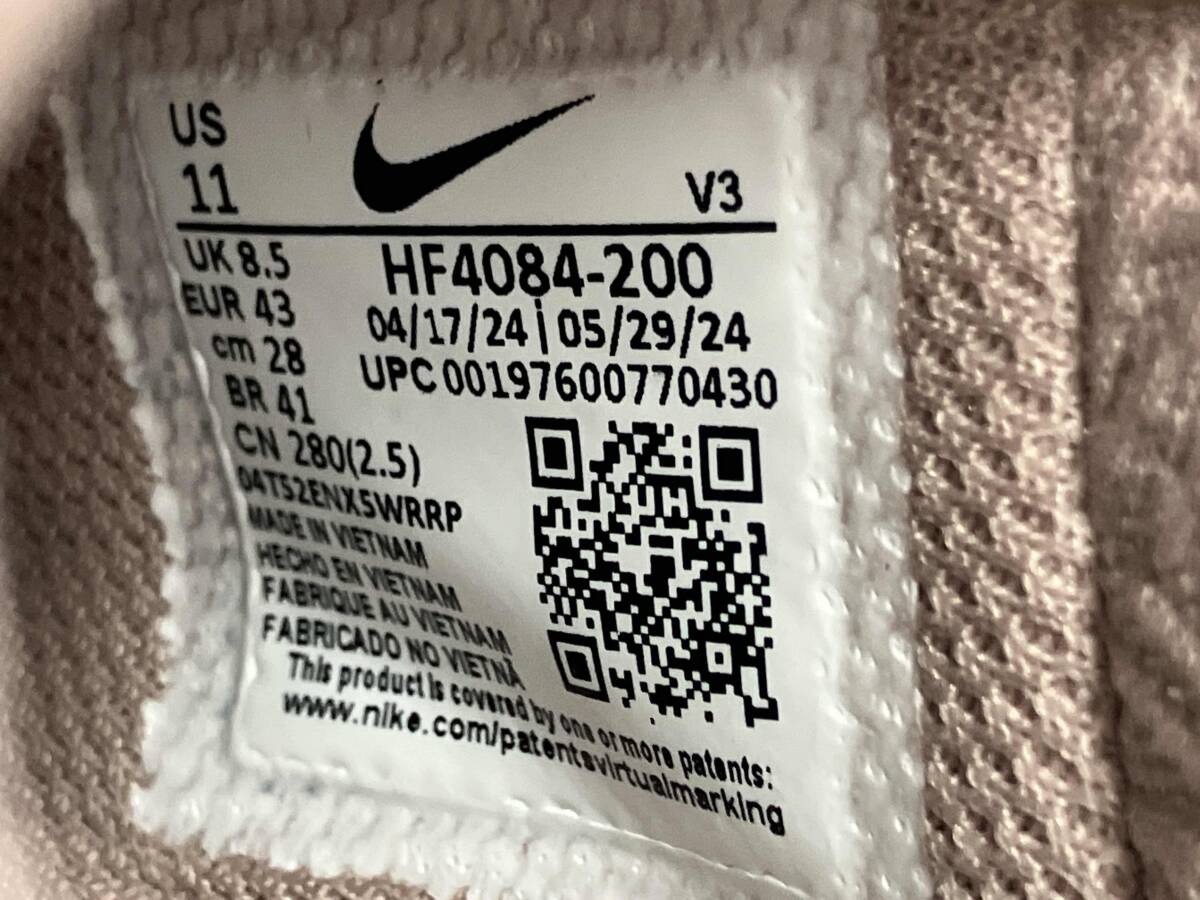 US
11
V3
UK 8.5
EUR 43
cm 28
BR 41
HF4084-200
04/17/24 | 05/29/24
UPC 00197600770430
CN 280(2.5)
04T52ENX5WRRP
MADE IN VIETNAM
HECHO EN VIETNAM
FABRIQUE AU VIETNAM
FABRICADO NO VIETNÃ
This product is covered by one or more patents:
www.nike.com/patentsvirtualmarking